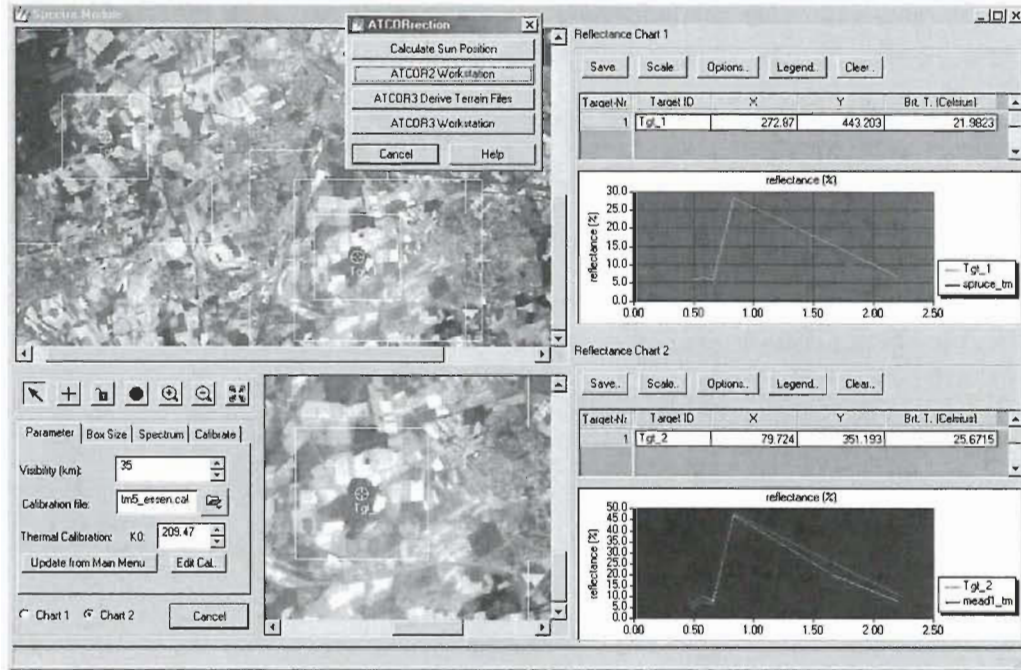 Spectra Module
ATCORrection
Calculate Sun Position
ATCOR2 Workstation
ATCOR3 Derive Terrain Files
ATCOR3 Workstation
Cancel Help
Tgt_1
Reflectance Chart 1
Save.. Scale.. Options.. Legend.. Clear..
Target-Nr Target ID X Y Brt. T. (Celsius)
1 Tgt_1 272.87 443.203 21.9823
reflectance (%)
reflectance [%]
30.0
25.0
20.0
15.0
10.0
5.0
0.0
0.00 0.50 1.00 1.50 2.00 2.50
Tgt_1
spruce_tm
Reflectance Chart 2
Save.. Scale.. Options.. Legend.. Clear..
Target-Nr Target ID X Y Brt. T. (Celsius)
1 Tgt_2 79.724 351.193 25.6715
reflectance (%)
reflectance [%]
50.0
45.0
40.0
35.0
30.0
25.0
20.0
15.0
10.0
5.0
0.0
0.00 0.50 1.00 1.50 2.00 2.50
Tgt_2
mead1_tm
Parameter Box Size Spectrum Calibrate
Visibility (km): 35
Calibration file: tm5_essen.cal
Thermal Calibration: K0: 209.47
Update from Main Menu Edit Cal..
Chart 1 Chart 2 Cancel